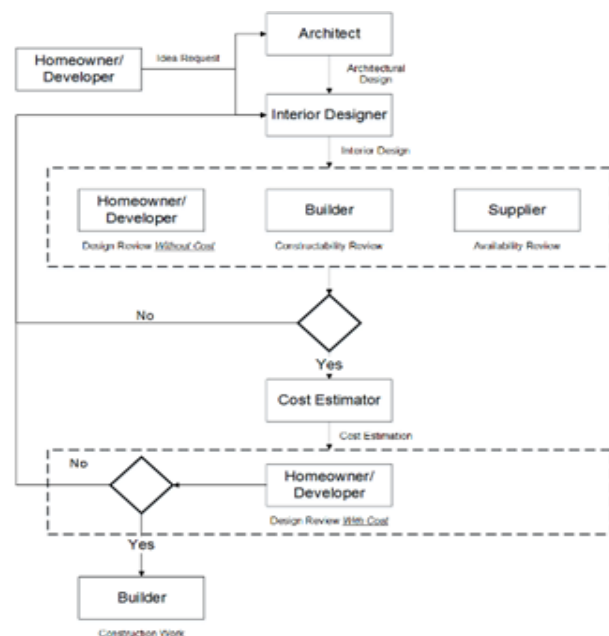 Architect
Homeowner/
Developer
Idea Request
Architectural
Design
Interior Designer
Interior Design
Homeowner/
Developer
Builder
Supplier
Design Review Without Cost
Constructability Review
Availability Review
No
Yes
Cost Estimator
Cost Estimation
No
Homeowner/
Developer
Design Review With Cost
Yes
Builder
Construction Work